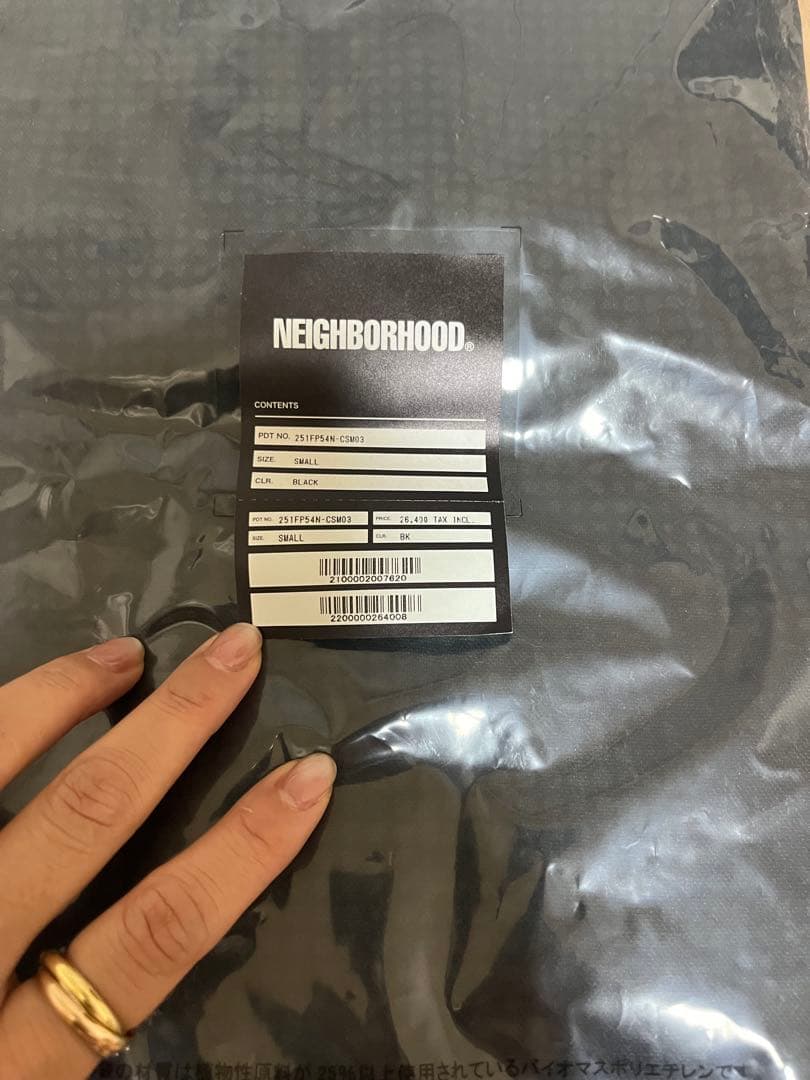 NEIGHBORHOOD®
CONTENTS
PDT NO. 251FP54N-CSM03
SIZE. SMALL
CLR. BLACK
PDT NO. 251FP54N-CSM03 PRICE. 26,400 TAX INCL.
SIZE. SMALL CLR. BK
2100002007620
2200000264008
の材質は植物性原料が25%以上使用されているバイオマスポリエチレンです